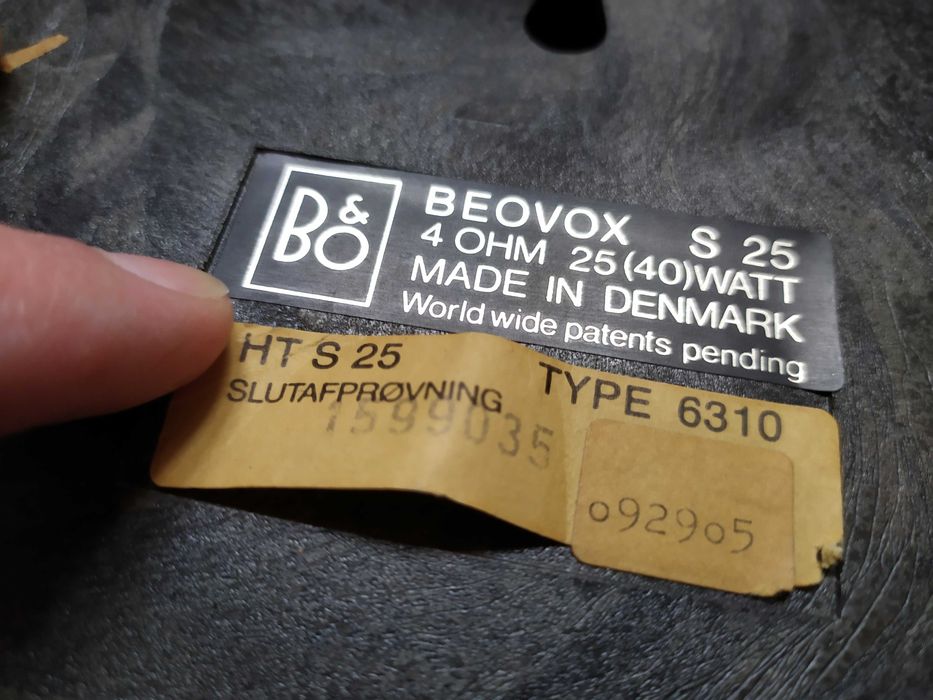 B&O
BEOVOX S 25
4 OHM 25 (40) WATT
MADE IN DENMARK
World wide patents pending
HT S 25 TYPE 6310
SLUTAFPRØVNING
1599035
092905